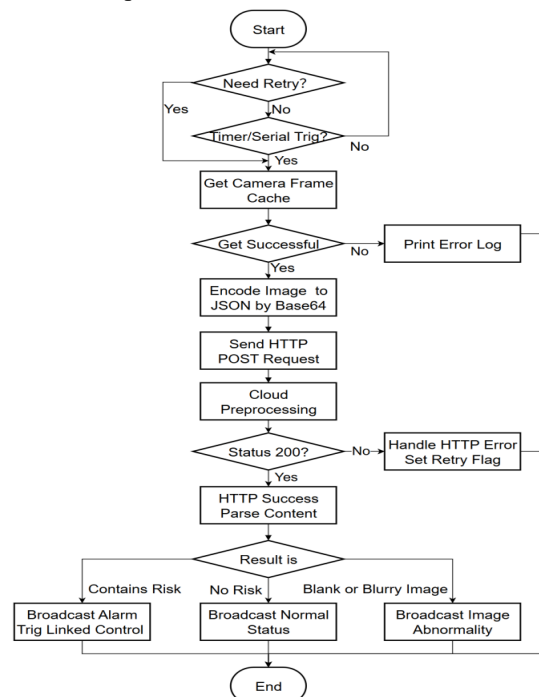 Start
Need Retry?
Yes
No
Timer/Serial Trig?
No
Yes
Get Camera Frame
Cache
Get Successful
No
Print Error Log
Yes
Encode Image to
JSON by Base64
Send HTTP
POST Request
Cloud
Preprocessing
Status 200?
No
Handle HTTP Error
Set Retry Flag
Yes
HTTP Success
Parse Content
Result is
Contains Risk
No Risk
Blank or Blurry Image
Broadcast Alarm
Trig Linked Control
Broadcast Normal
Status
Broadcast Image
Abnormality
End